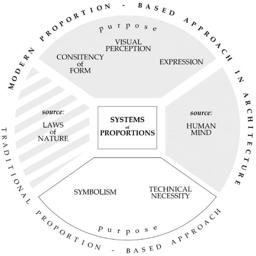 MODERN PROPORTION - BASED APPROACH IN ARCHITECTURE
purpose
VISUAL
PERCEPTION
CONSITENCY
of
FORM
EXPRESSION
source:
LAWS
of
NATURE
SYSTEMS
of
PROPORTIONS
source:
HUMAN
MIND
SYMBOLISM
TECHNICAL
NECESSITY
purpose
TRADITIONAL PROPORTION - BASED APPROACH